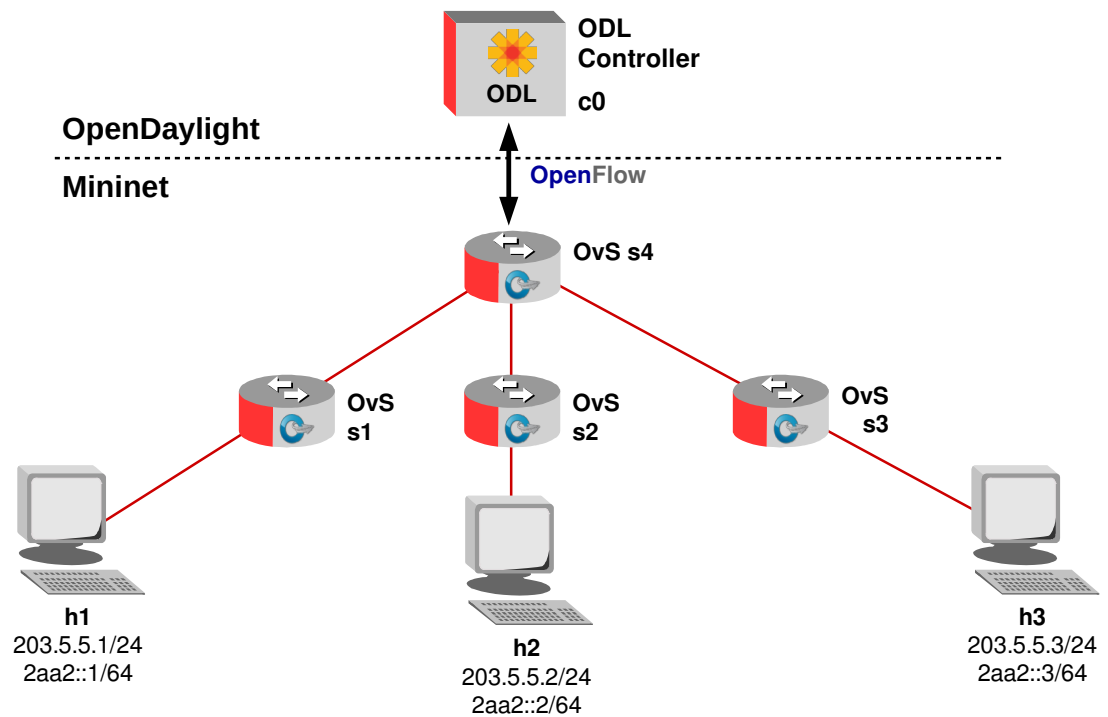 ODL
Controller
c0
ODL
OpenDaylight
Mininet
OpenFlow
OvS s4
OvS
s1
OvS
s2
OvS
s3
h1
203.5.5.1/24
2aa2::1/64
h2
203.5.5.2/24
2aa2::2/64
h3
203.5.5.3/24
2aa2::3/64